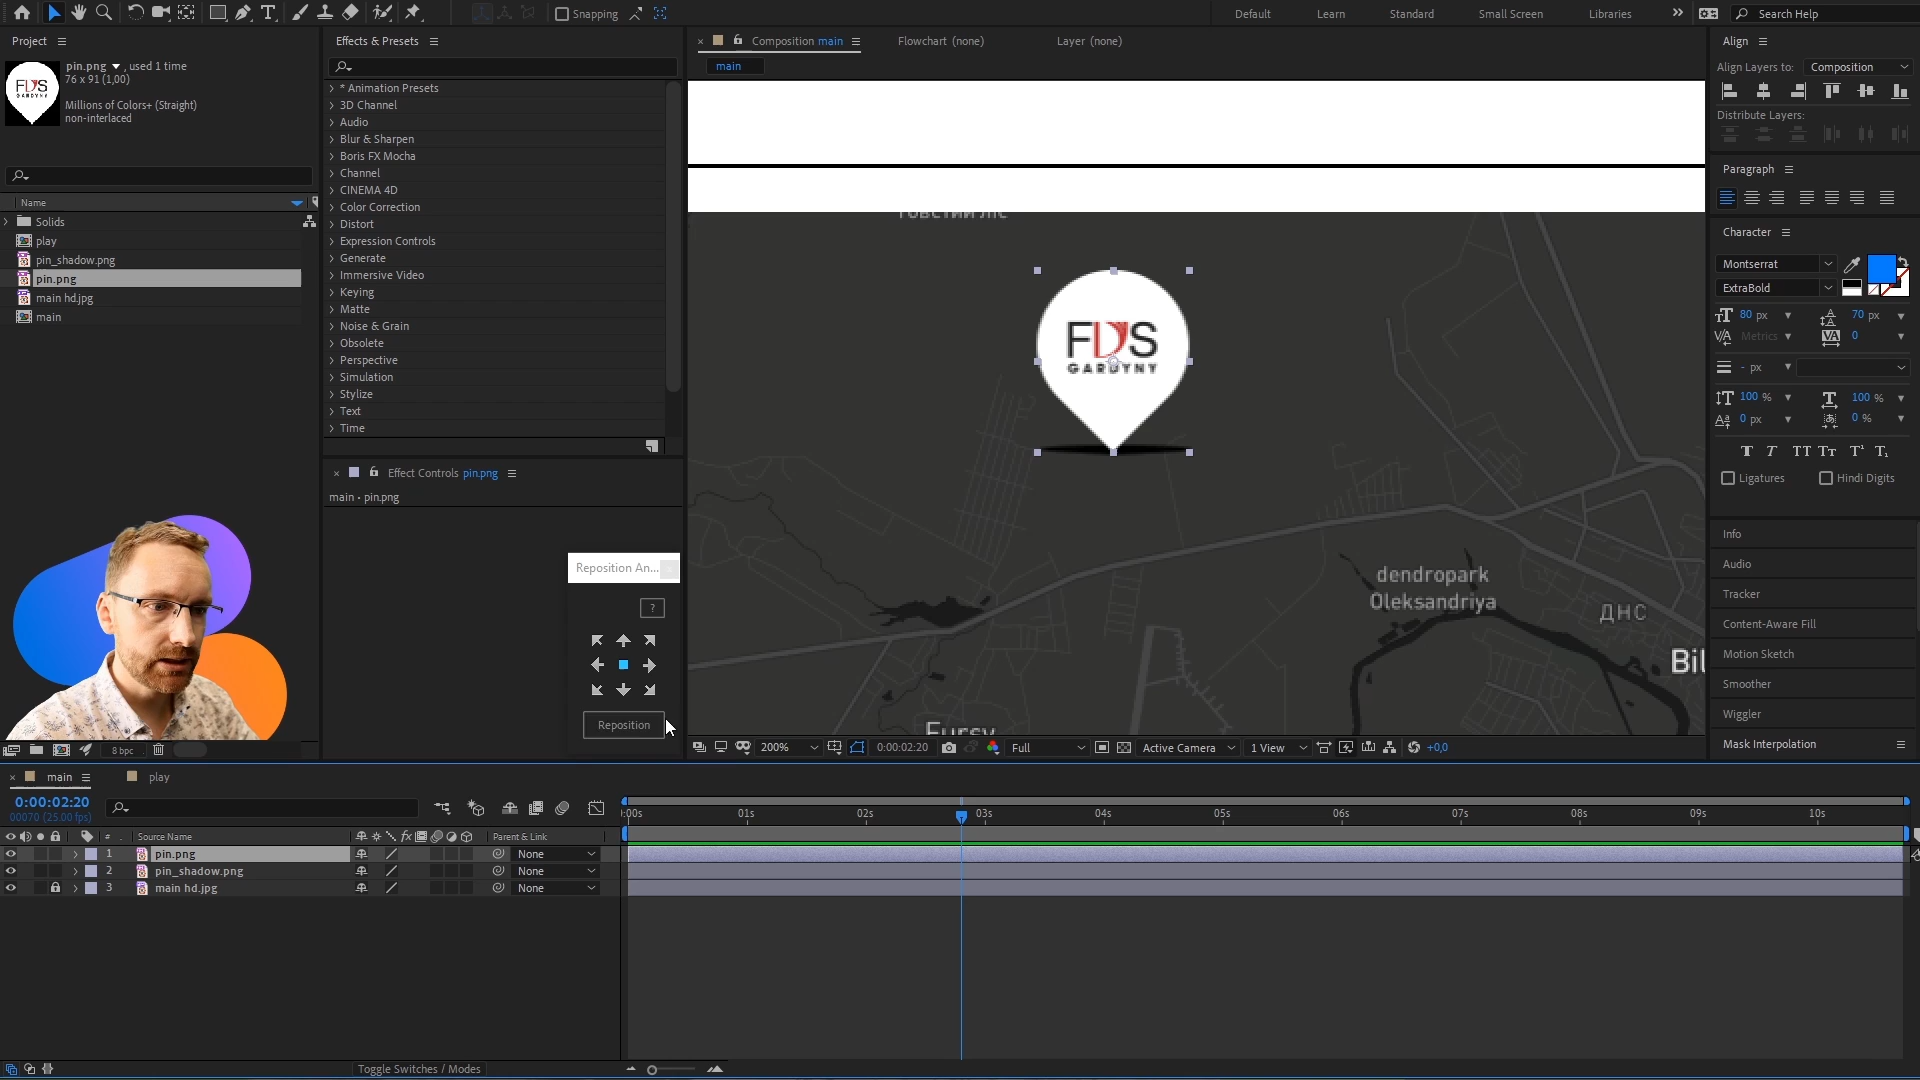 Snapping
Default
Learn
Standard
Small Screen
Libraries
Search Help
Project
pin.png , used 1 time
76 x 91 (1,00)
Millions of Colors+ (Straight)
non-interlaced
FDS
GARDYNY
Name
Solids
play
pin_shadow.png
pin.png
main hd.jpg
main
8 bpc
Effects & Presets
* Animation Presets
3D Channel
Audio
Blur & Sharpen
Boris FX Mocha
Channel
CINEMA 4D
Color Correction
Distort
Expression Controls
Generate
Immersive Video
Keying
Matte
Noise & Grain
Obsolete
Perspective
Simulation
Stylize
Text
Time
Effect Controls pin.png
main • pin.png
Reposition An...
?
Reposition
Composition main
Flowchart (none)
Layer (none)
main
FDS
GARDYNY
dendropark
Oleksandriya
ДНС
Bil
Fursy
200%
0:00:02:20
Full
Active Camera
1 View
+0,0
Align
Align Layers to: Composition
Distribute Layers:
Paragraph
Character
Montserrat
ExtraBold
80 px
70 px
Metrics
0
- px
100 %
100 %
0 px
0 %
Ligatures
Hindi Digits
Info
Audio
Tracker
Content-Aware Fill
Motion Sketch
Smoother
Wiggler
Mask Interpolation
main
play
0:00:02:20
00070 (25.00 fps)
:00s
01s
02s
03s
04s
05s
06s
07s
08s
09s
10s
# Source Name
Parent & Link
1 pin.png None
2 pin_shadow.png None
3 main hd.jpg None
Toggle Switches / Modes